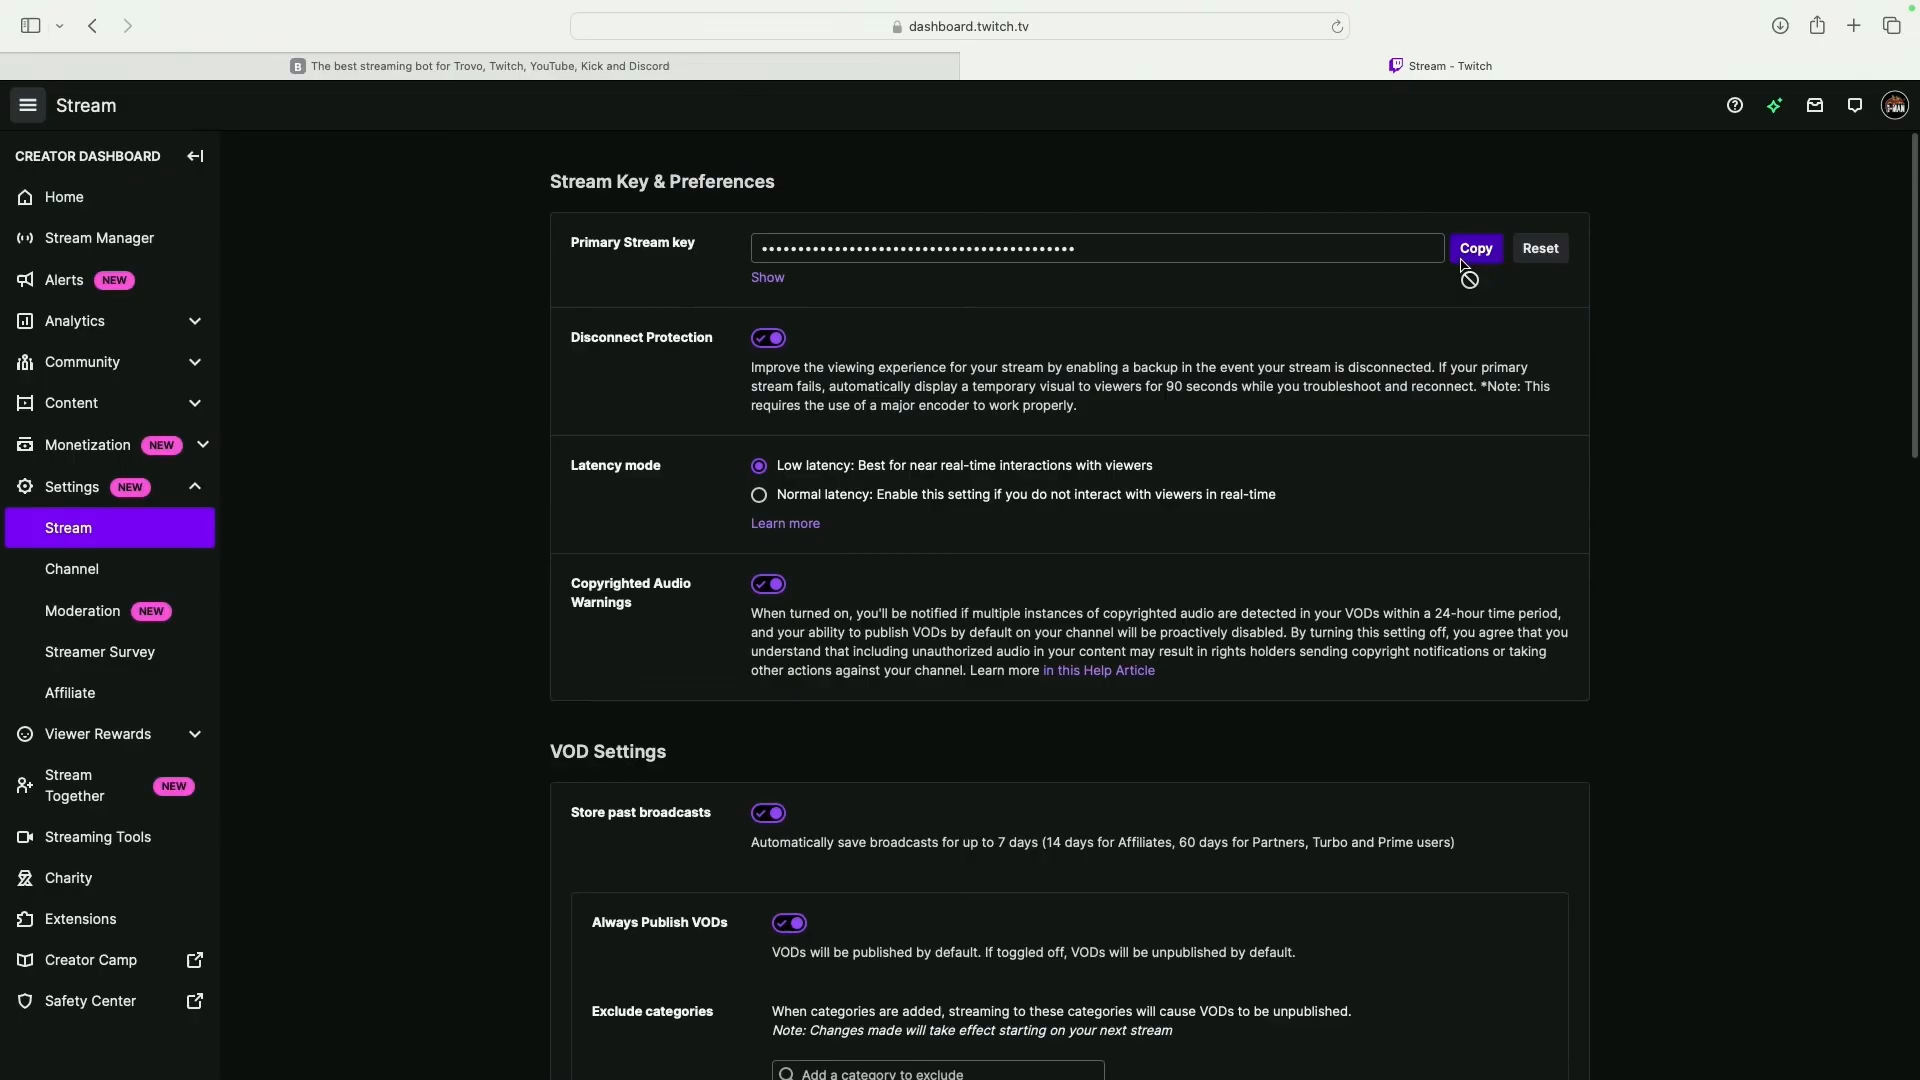 dashboard.twitch.tv
B The best streaming bot for Trovo, Twitch, YouTube, Kick and Discord
Stream - Twitch
Stream
CREATOR DASHBOARD
Home
Stream Manager
Alerts NEW
Analytics
Community
Content
Monetization NEW
Settings NEW
Stream
Channel
Moderation NEW
Streamer Survey
Affiliate
Viewer Rewards
Stream
Together NEW
Streaming Tools
Charity
Extensions
Creator Camp
Safety Center
Stream Key & Preferences
Primary Stream key
Copy Reset
Show
Disconnect Protection
Improve the viewing experience for your stream by enabling a backup in the event your stream is disconnected. If your primary
stream fails, automatically display a temporary visual to viewers for 90 seconds while you troubleshoot and reconnect. *Note: This
requires the use of a major encoder to work properly.
Latency mode
Low latency: Best for near real-time interactions with viewers
Normal latency: Enable this setting if you do not interact with viewers in real-time
Learn more
Copyrighted Audio
Warnings
When turned on, you'll be notified if multiple instances of copyrighted audio are detected in your VODs within a 24-hour time period,
and your ability to publish VODs by default on your channel will be proactively disabled. By turning this setting off, you agree that you
understand that including unauthorized audio in your content may result in rights holders sending copyright notifications or taking
other actions against your channel. Learn more in this Help Article
VOD Settings
Store past broadcasts
Automatically save broadcasts for up to 7 days (14 days for Affiliates, 60 days for Partners, Turbo and Prime users)
Always Publish VODs
VODs will be published by default. If toggled off, VODs will be unpublished by default.
Exclude categories
When categories are added, streaming to these categories will cause VODs to be unpublished.
Note: Changes made will take effect starting on your next stream
Add a category to exclude